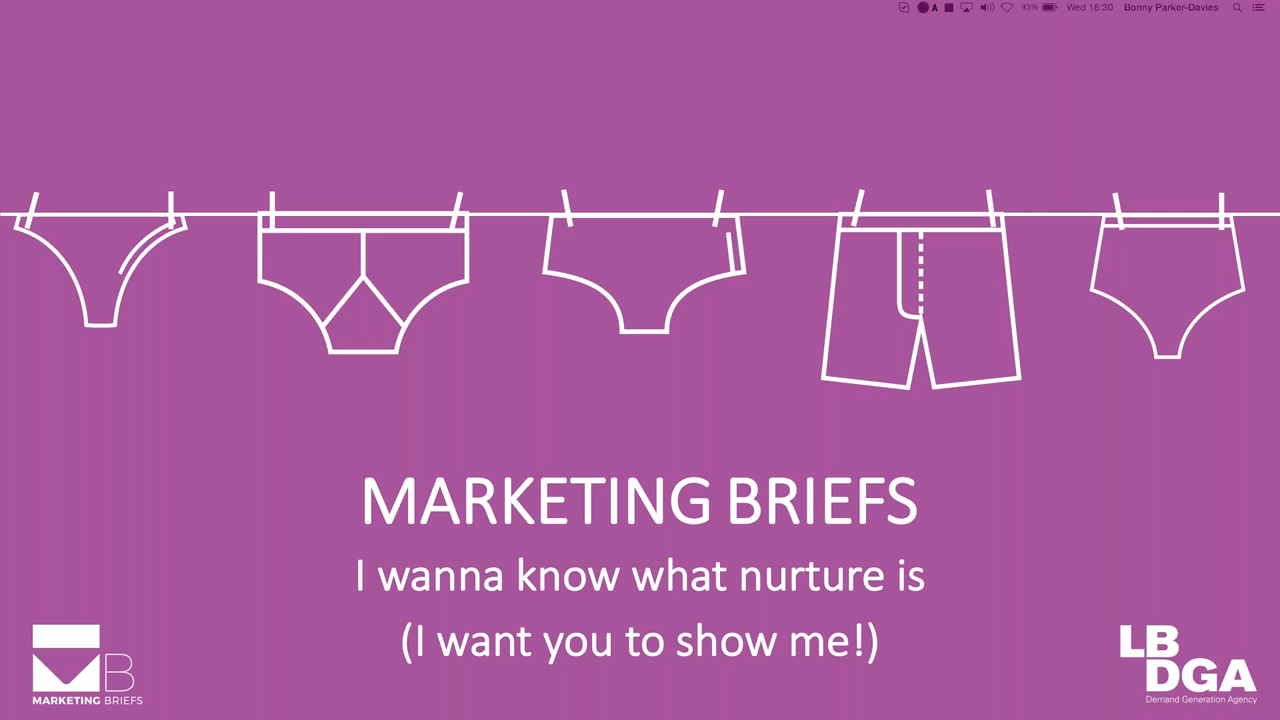 A 93% Wed 16:30 Bonny Parker-Davies
MARKETING BRIEFS
I wanna know what nurture is
(I want you to show me!)
B
MARKETING BRIEFS
LB
DGA
Demand Generation Agency